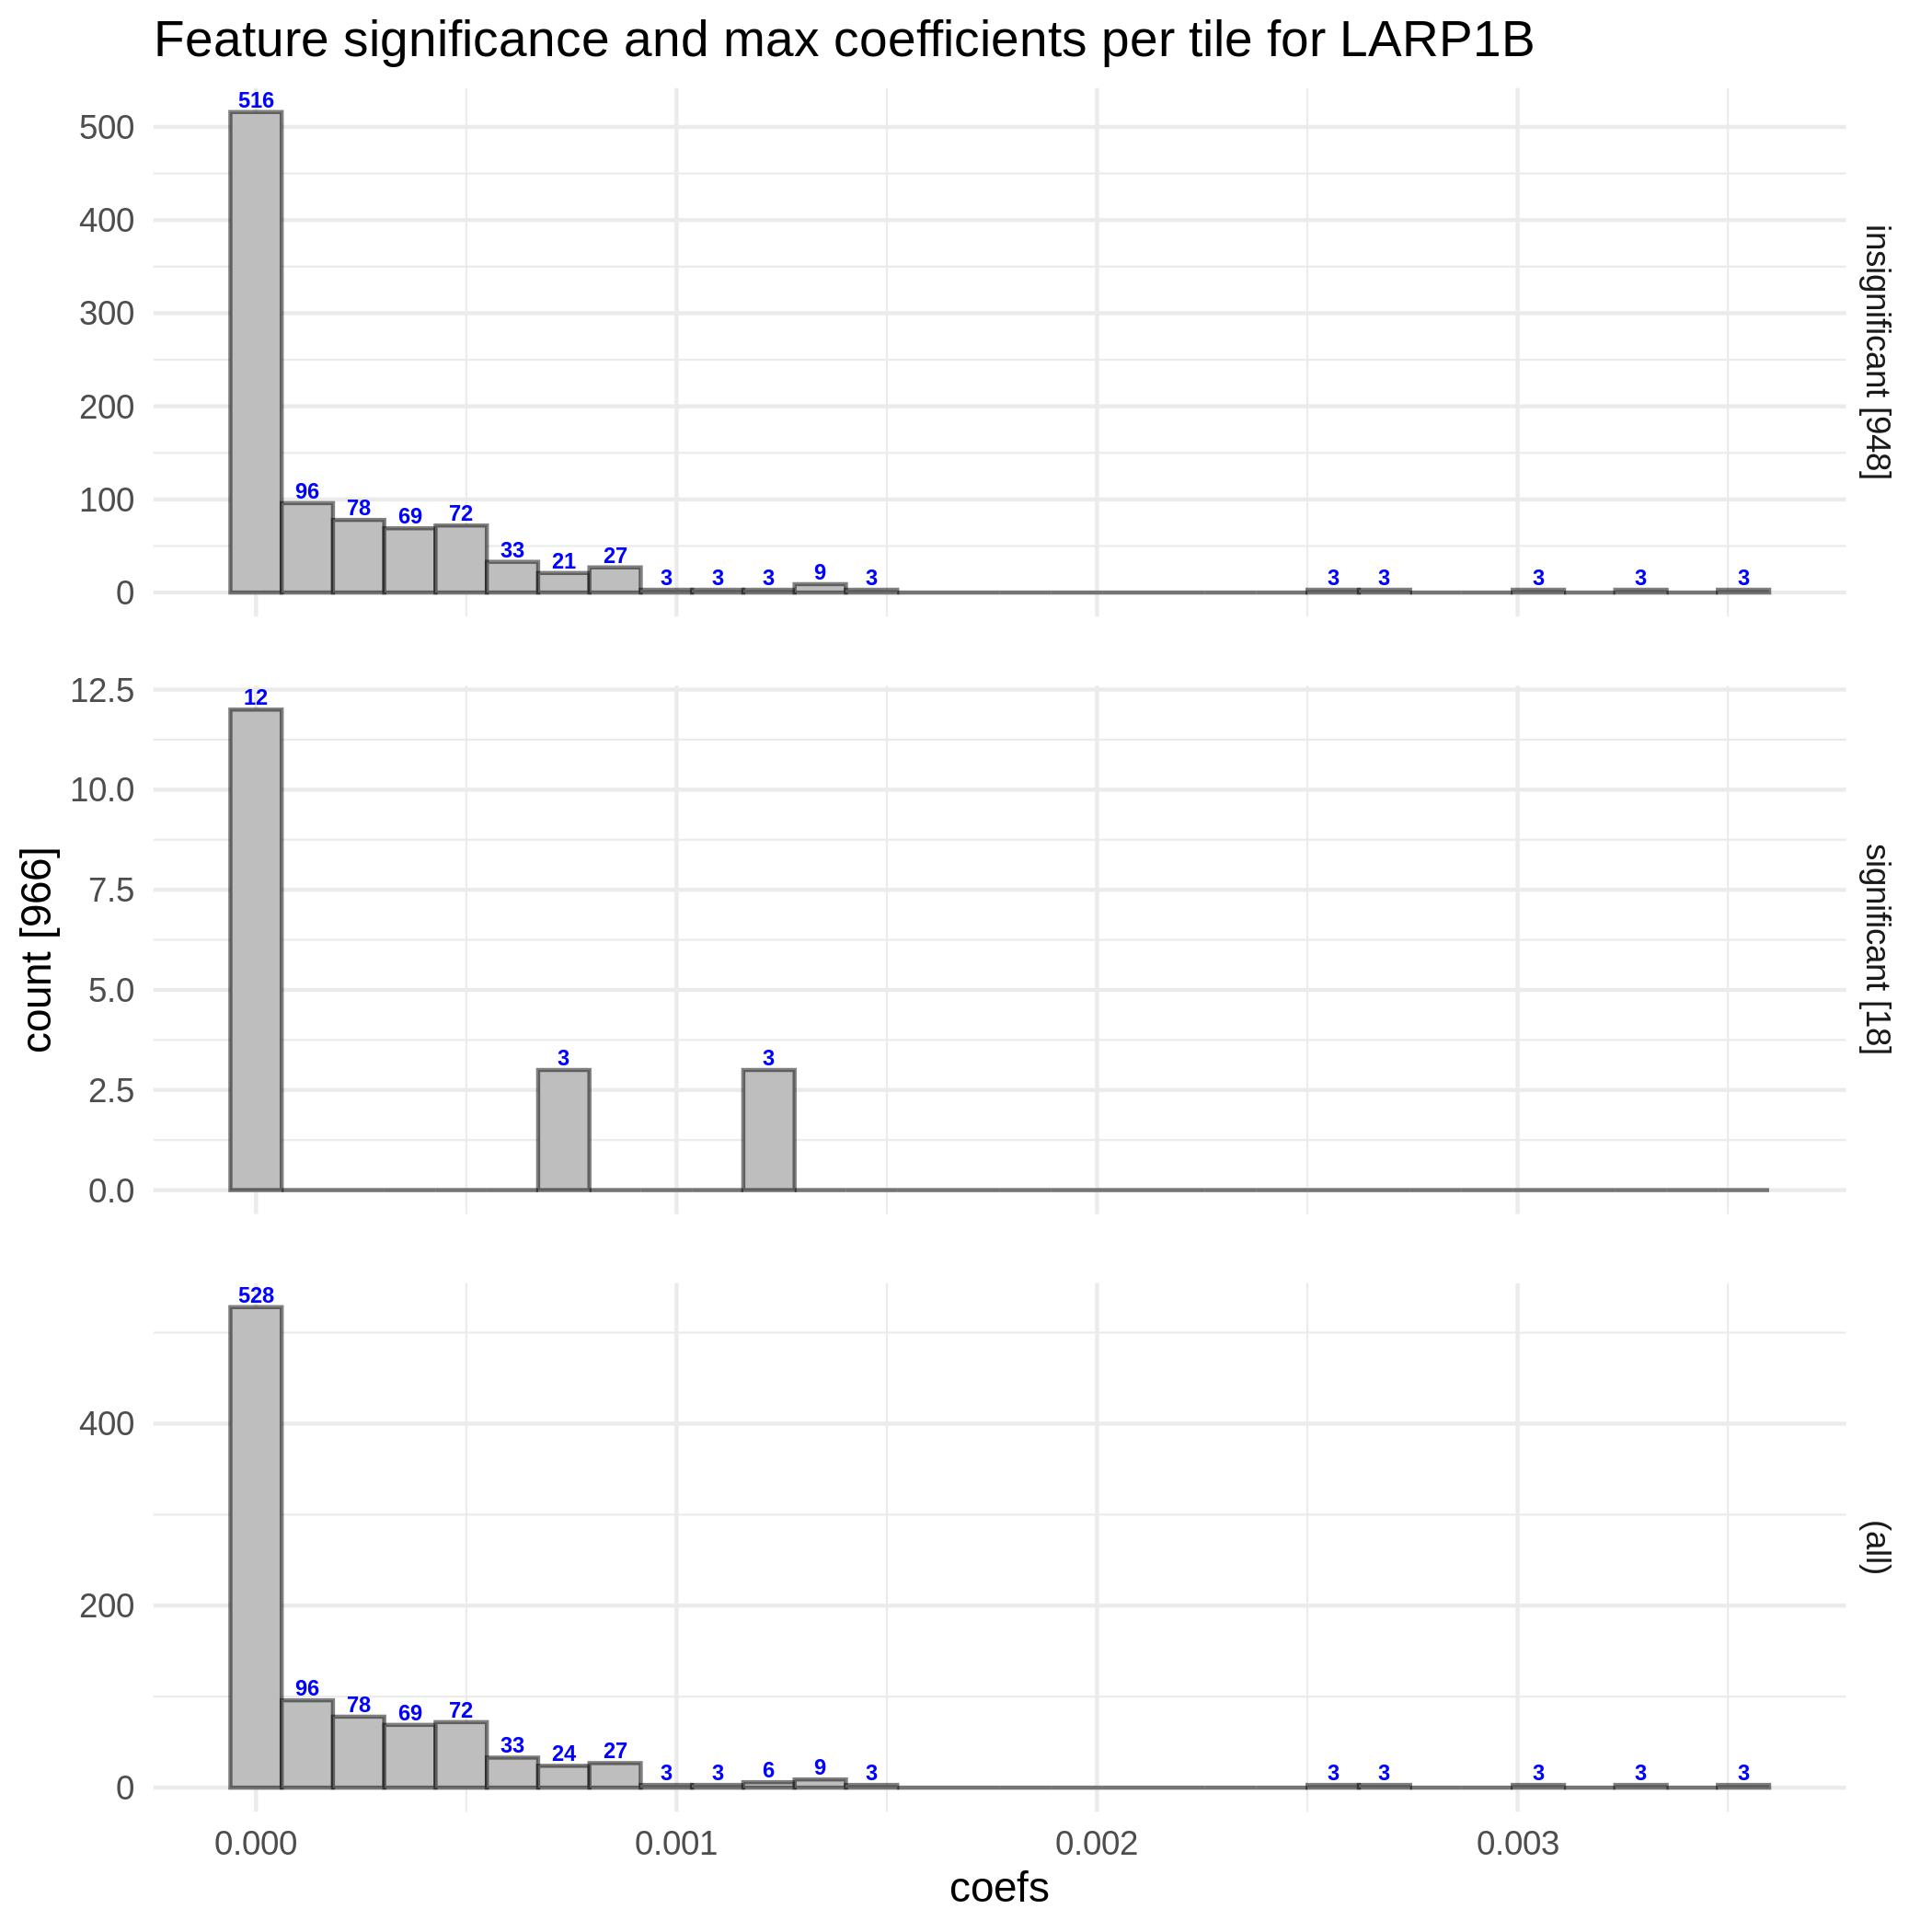 Feature significance and max coefficients per tile for LARP1B
516
500
400
insignificant [948]
300
200
96 78 69 72 33 21 27 3 3 3 9 3 3 3 3 3 3
100
0
12.5
12
10.0
count [966]
7.5
significant [18]
5.0
3 3
2.5
0.0
528
400
(all)
200
96 78 69 72 33 24 27 3 3 6 9 3 3 3 3 3 3
0
0.000 0.001 0.002 0.003
coefs